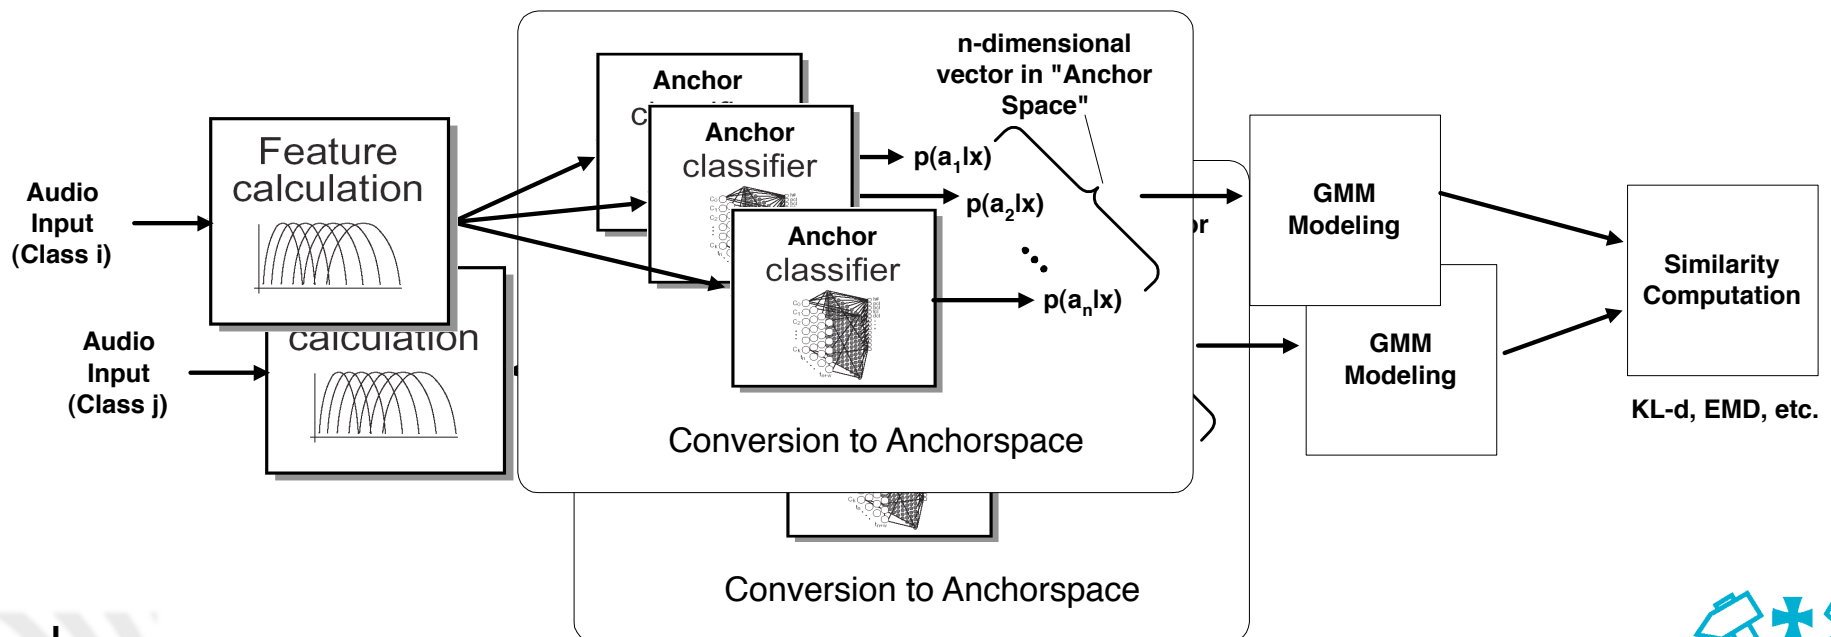 n-dimensional
vector in "Anchor
Space"
Anchor
Anchor
classifier
Anchor
classifier
Feature
calculation
Audio
Input
(Class i)
p(a1|x)
p(a2|x)
p(an|x)
GMM
Modeling
Similarity
Computation
KL-d, EMD, etc.
Conversion to Anchorspace
Audio
Input
(Class j)
calculation
GMM
Modeling
Conversion to Anchorspace